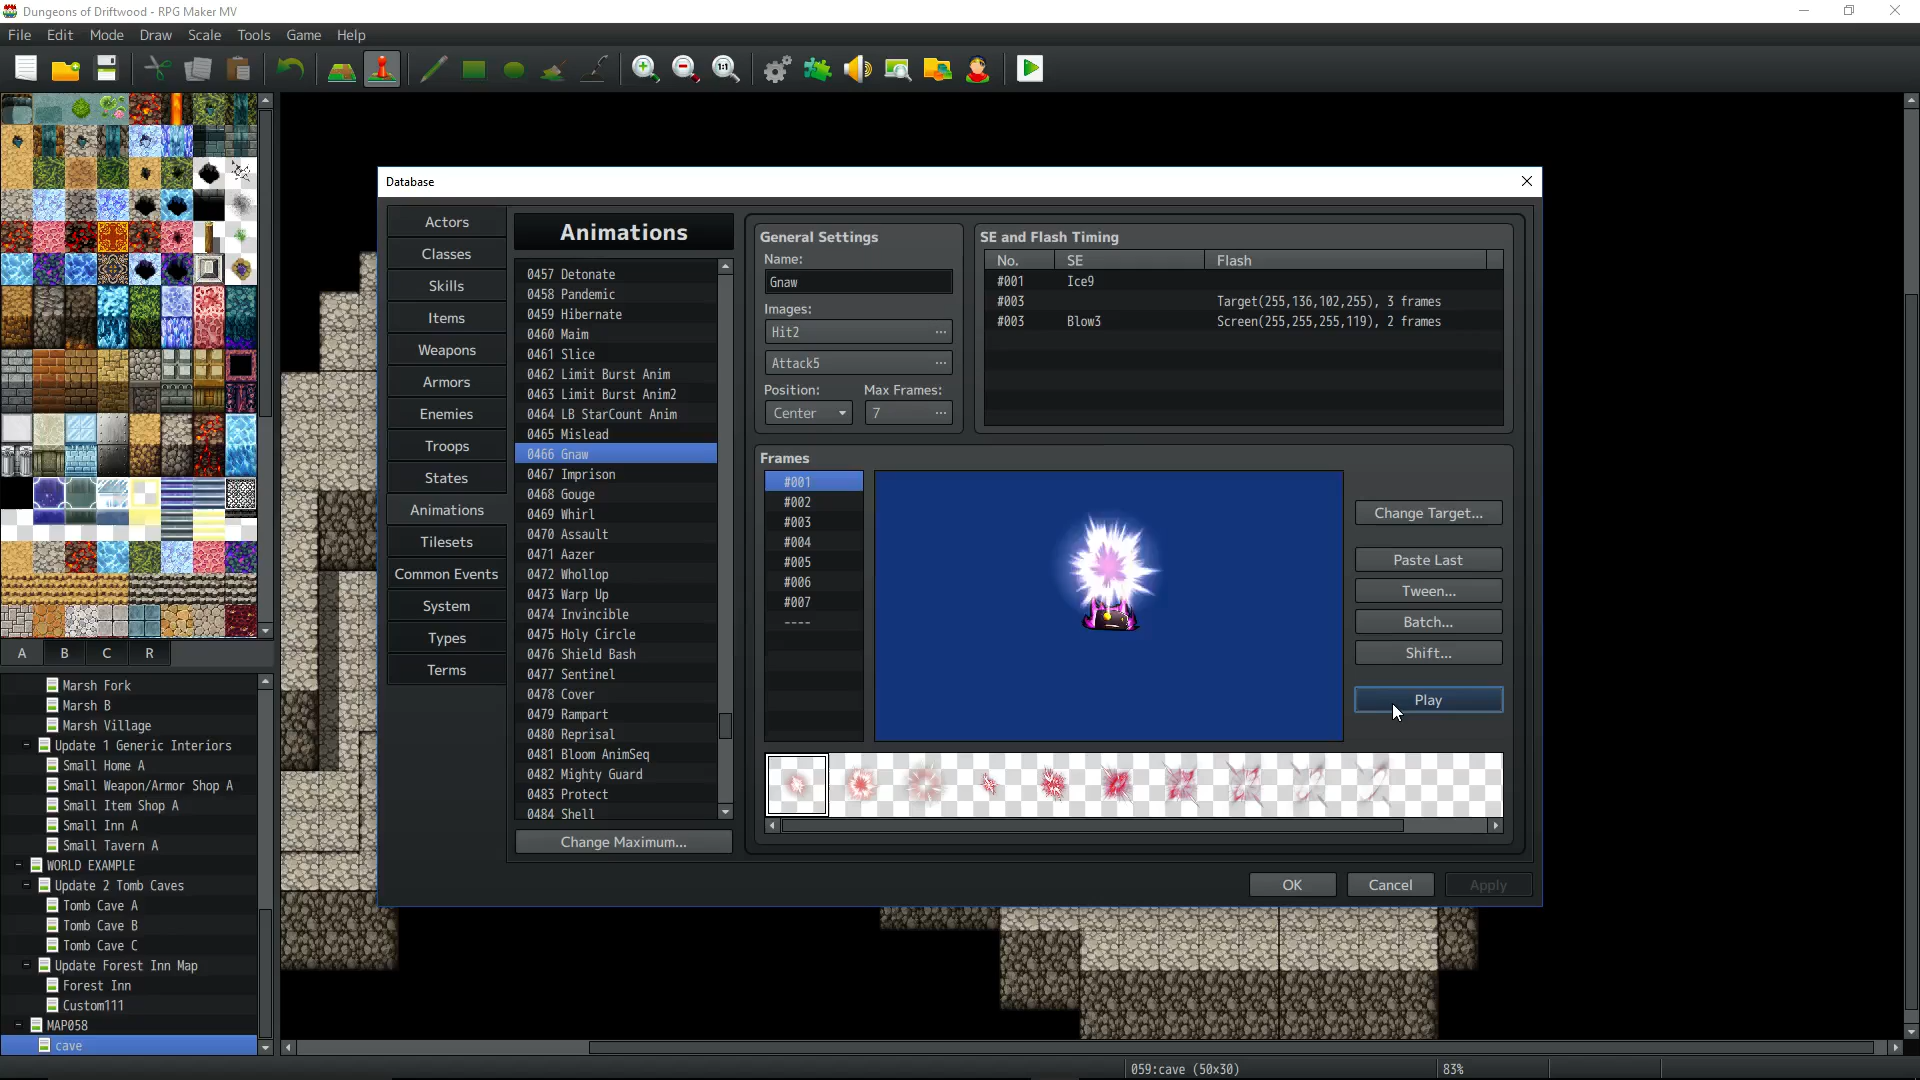 Dungeons of Driftwood - RPG Maker MV
File Edit Mode Draw Scale Tools Game Help
1:1
A B C R
Marsh Fork
Marsh B
Marsh Village
Update 1 Generic Interiors
Small Home A
Small Weapon/Armor Shop A
Small Item Shop A
Small Inn A
Small Tavern A
WORLD EXAMPLE
Update 2 Tomb Caves
Tomb Cave A
Tomb Cave B
Tomb Cave C
Update Forest Inn Map
Forest Inn
Custom111
MAP058
cave
Database
Actors
Classes
Skills
Items
Weapons
Armors
Enemies
Troops
States
Animations
Tilesets
Common Events
System
Types
Terms
Animations
0457 Detonate
0458 Pandemic
0459 Hibernate
0460 Maim
0461 Slice
0462 Limit Burst Anim
0463 Limit Burst Anim2
0464 LB StarCount Anim
0465 Mislead
0466 Gnaw
0467 Imprison
0468 Gouge
0469 Whirl
0470 Assault
0471 Aazer
0472 Whollop
0473 Warp Up
0474 Invincible
0475 Holy Circle
0476 Shield Bash
0477 Sentinel
0478 Cover
0479 Rampart
0480 Reprisal
0481 Bloom AnimSeq
0482 Mighty Guard
0483 Protect
0484 Shell
Change Maximum...
General Settings
Name:
Gnaw
Images:
Hit2 ...
Attack5 ...
Position: Max Frames:
Center 7 ...
SE and Flash Timing
No. SE Flash
#001 Ice9
#003 Target(255,136,102,255), 3 frames
#003 Blow3 Screen(255,255,255,119), 2 frames
Frames
#001
#002
#003
#004
#005
#006
#007
----
Change Target...
Paste Last
Tween...
Batch...
Shift...
Play
OK Cancel Apply
059:cave (50x30) 83%